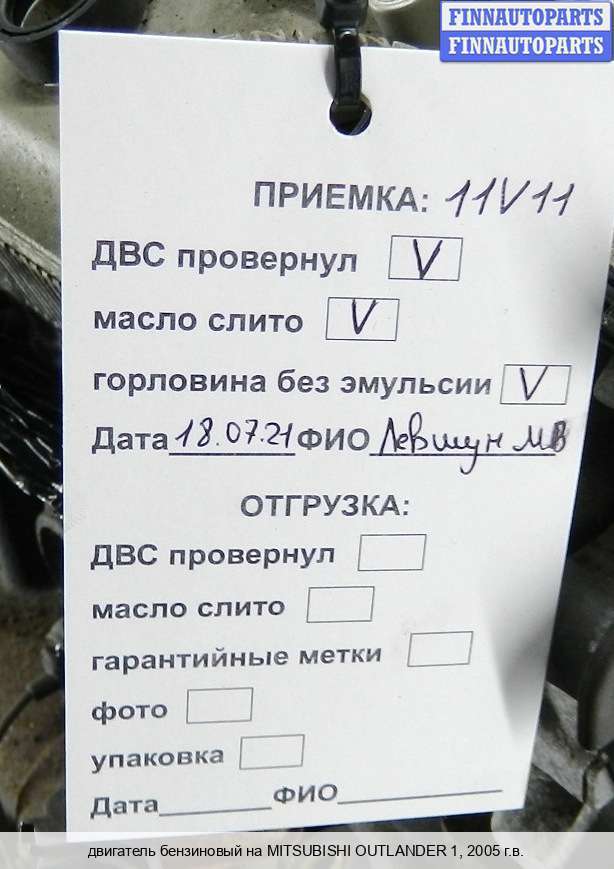 FINNAUTOPARTS
FINNAUTOPARTS
ПРИЕМКА: 11V11
ДВС провернул V
масло слито V
горловина без эмульсии V
Дата 18.07.21 ФИО Левшун МВ
ОТГРУЗКА:
ДВС провернул
масло слито
гарантийные метки
фото
упаковка
Дата ФИО
двигатель бензиновый на MITSUBISHI OUTLANDER 1, 2005 г.в.